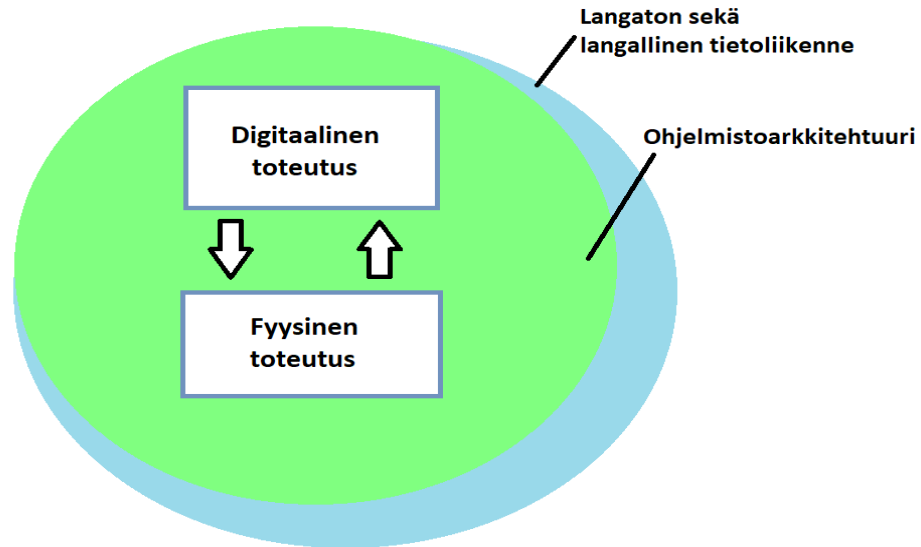 Langaton sekä
langallinen tietoliikenne
Digitaalinen
toteutus
Ohjelmistoarkkitehtuuri
Fyysinen
toteutus